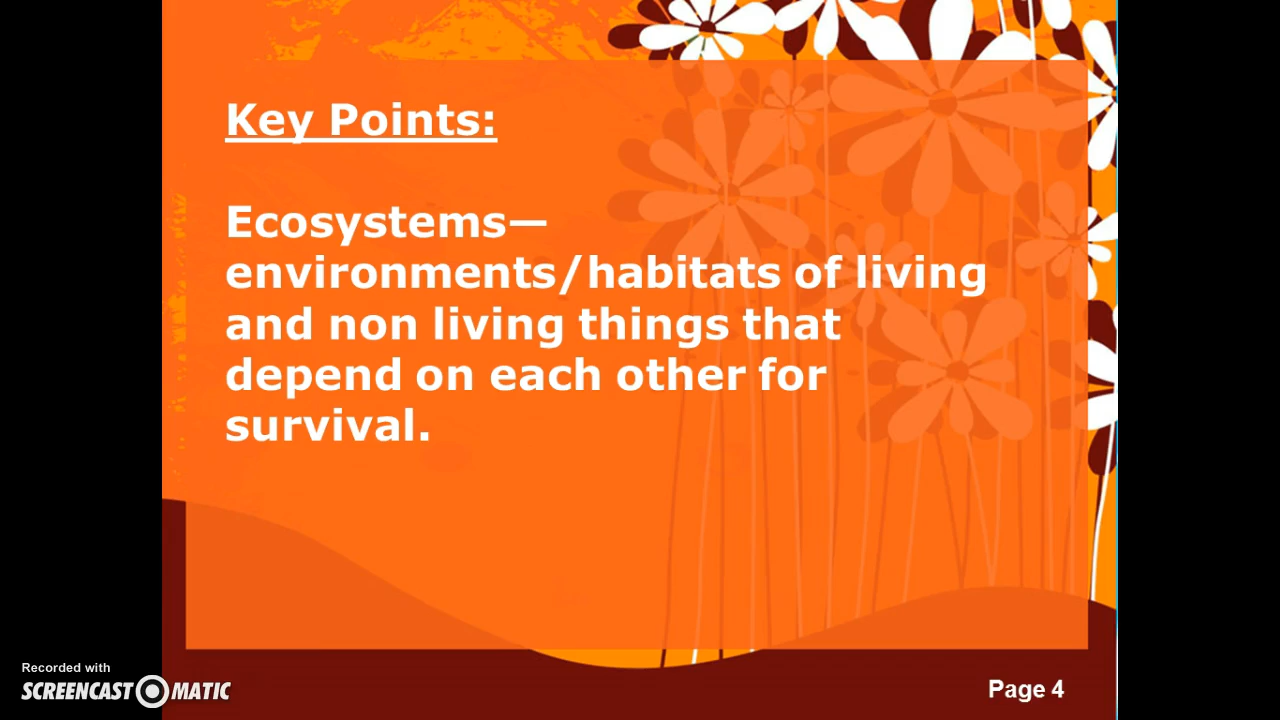 Key Points:
Ecosystems—
environments/habitats of living
and non living things that
depend on each other for
survival.
Recorded with
SCREENCAST MATIC
Page 4